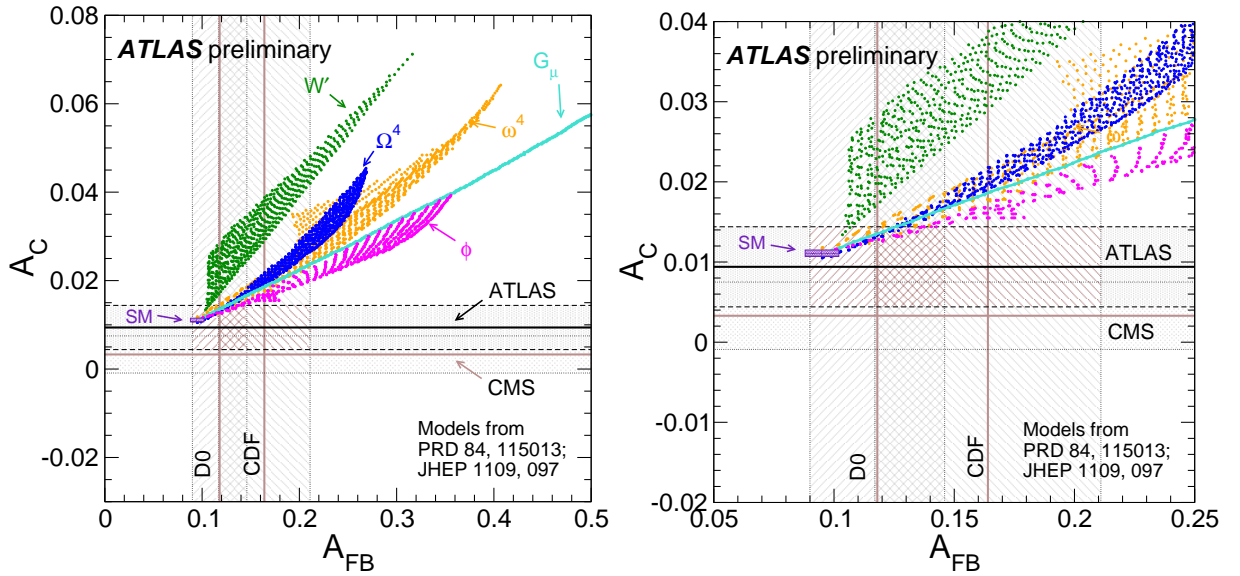 A_C
0.08
0.06
0.04
0.02
0
-0.02
ATLAS preliminary
W′
Ω^4
ω^4
G_μ
ϕ
SM
ATLAS
CMS
D0
CDF
Models from
PRD 84, 115013;
JHEP 1109, 097
0 0.1 0.2 0.3 0.4 0.5
A_FB
A_C
0.04
0.03
0.02
0.01
0
-0.01
-0.02
ATLAS preliminary
SM
ATLAS
CMS
D0
CDF
Models from
PRD 84, 115013;
JHEP 1109, 097
0.05 0.1 0.15 0.2 0.25
A_FB